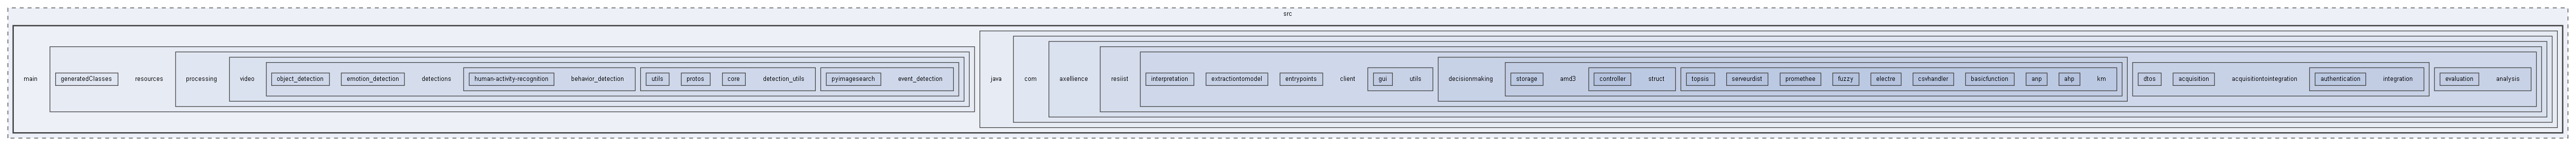 src
main
generatedClasses
resources
processing
video
object_detection
emotion_detection
detections
human-activity-recognition
behavior_detection
utils
protos
core
detection_utils
pyimagesearch
event_detection
java
com
axellience
resiist
interpretation
extractiontomodel
entrypoints
client
gui
utils
decisionmaking
storage
amd3
controller
struct
topsis
serveurdist
promethee
fuzzy
electre
csvhandler
basicfunction
anp
ahp
km
dtos
acquisition
acquisitiontointegration
authentication
integration
evaluation
analysis